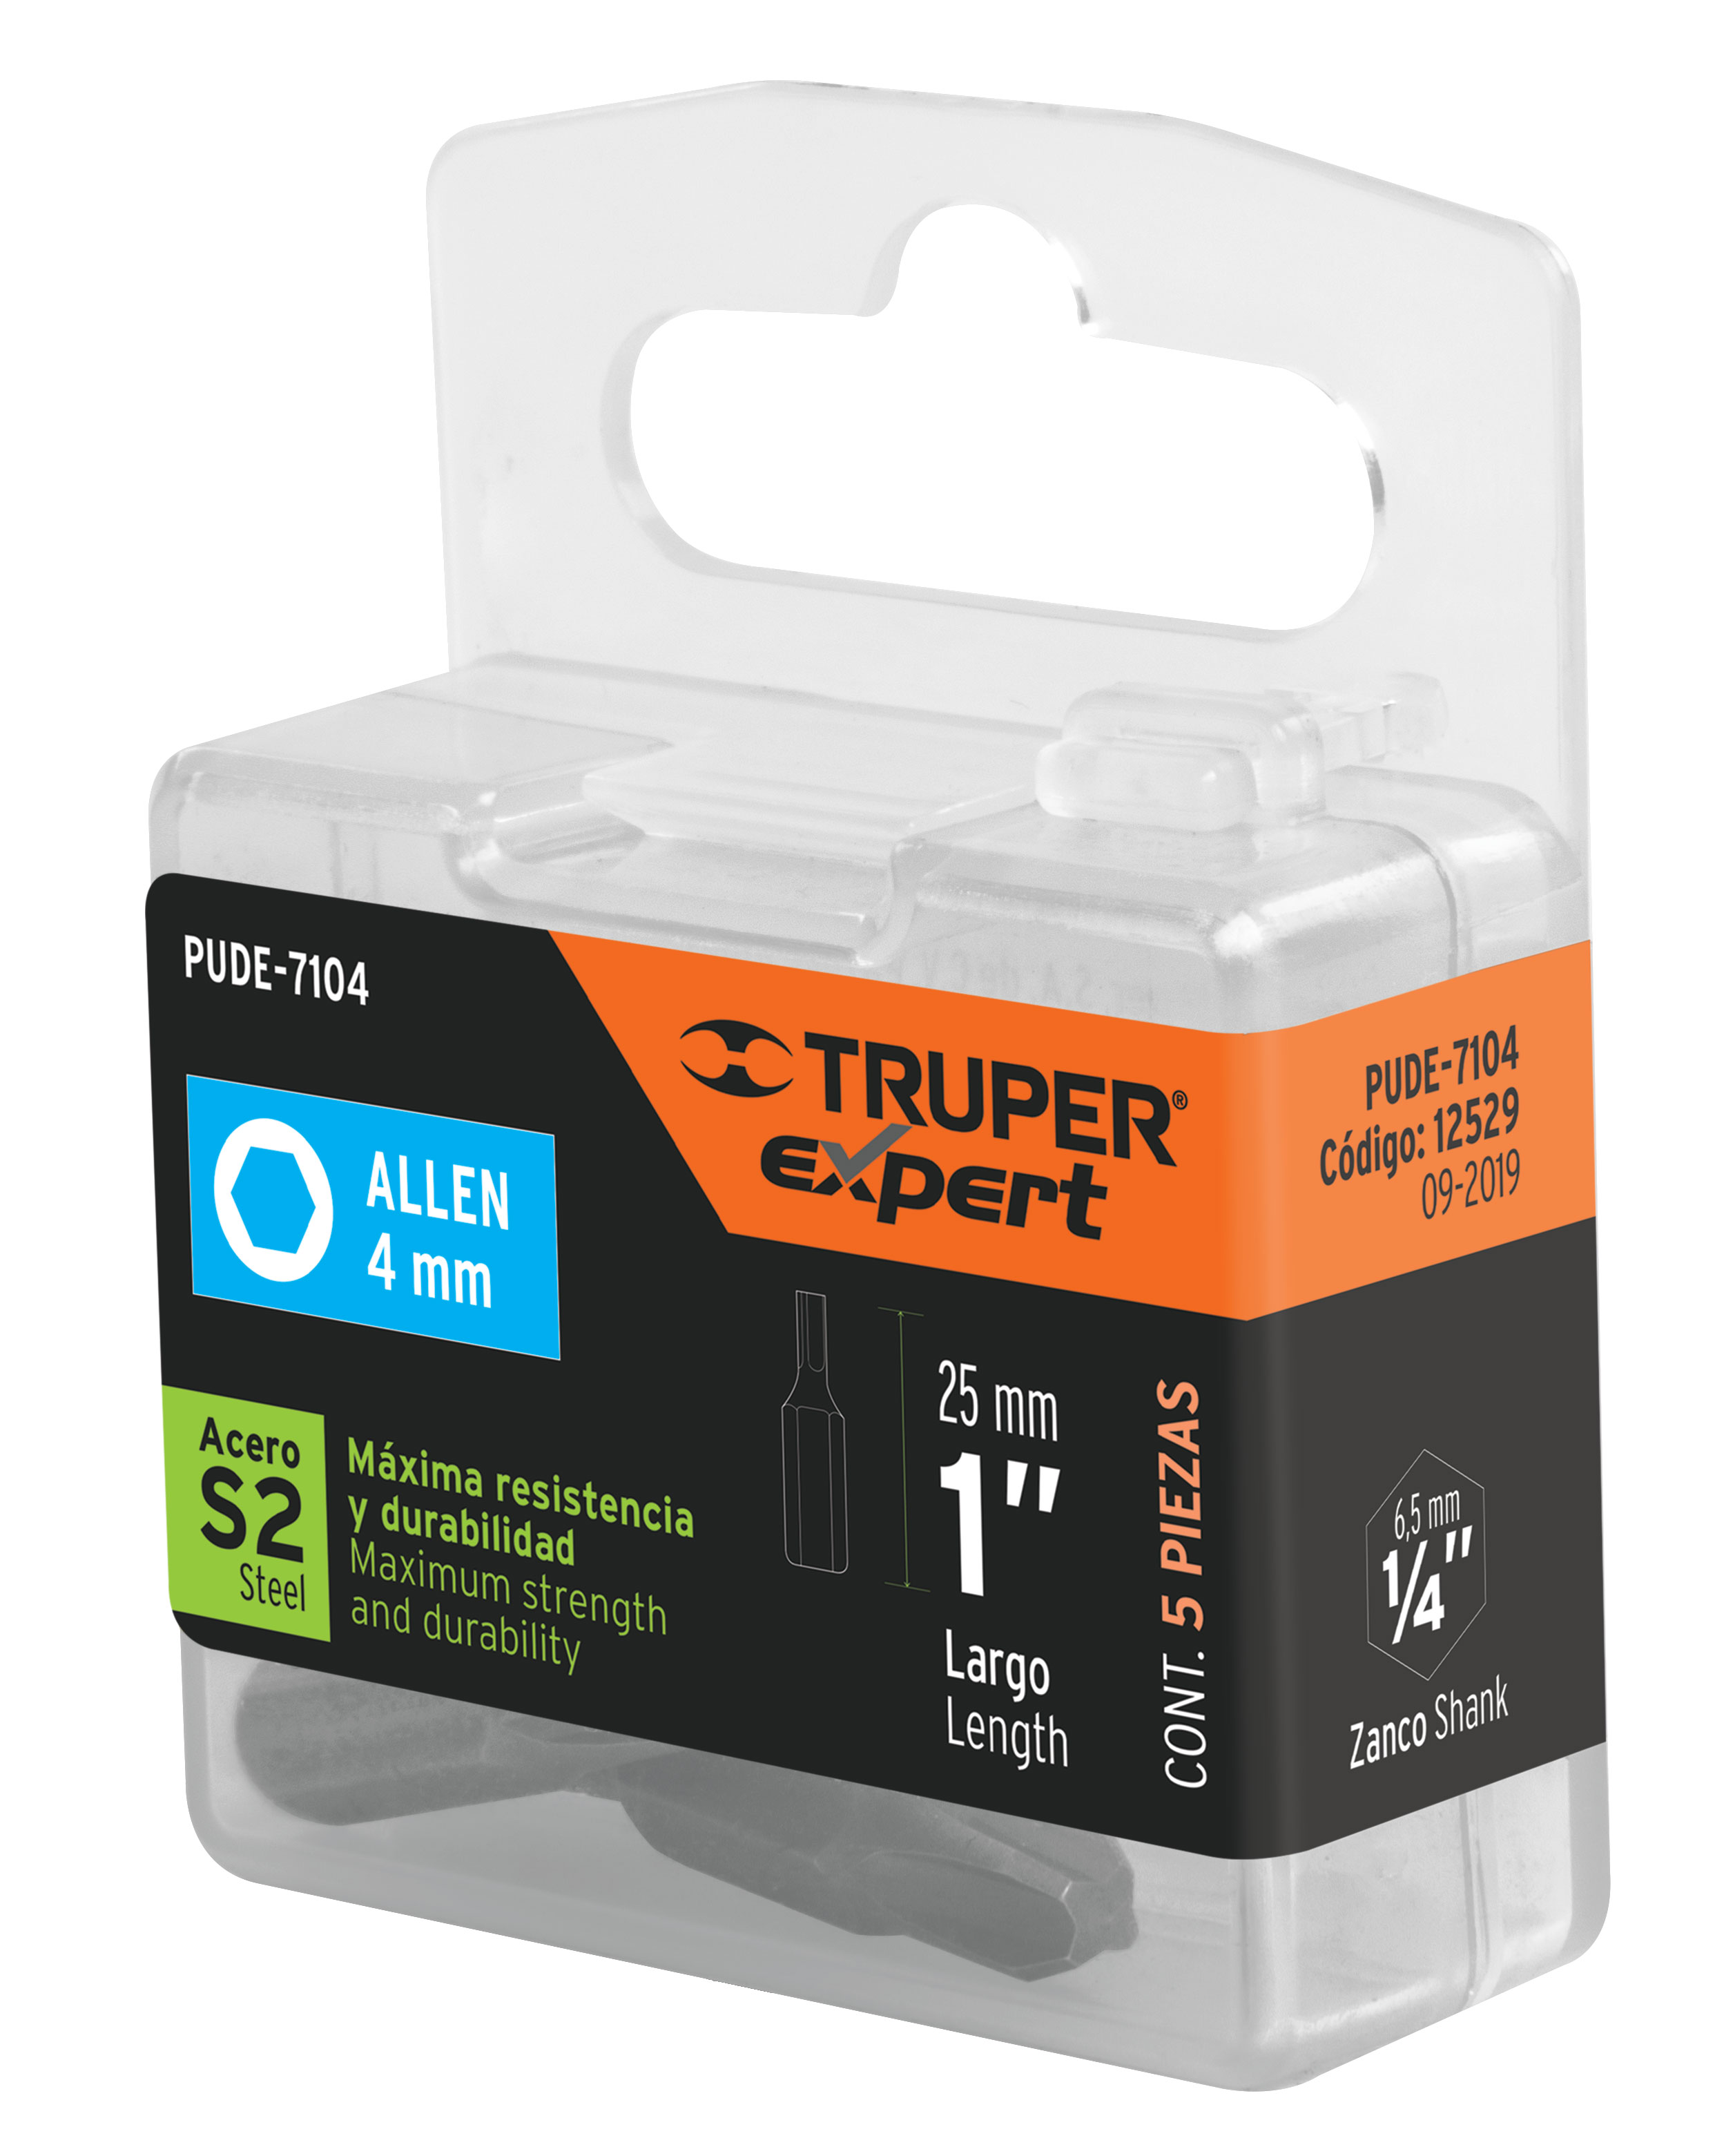 PUDE-7104
TRUPER®
expert
ALLEN
4 mm
Acero
S2
Steel
Máxima resistencia
y durabilidad
Maximum strength
and durability
25 mm
1"
Largo
Length
CONT. 5 PIEZAS
PUDE-7104
Código: 12529
09-2019
6,5 mm
1/4"
Zanco Shank